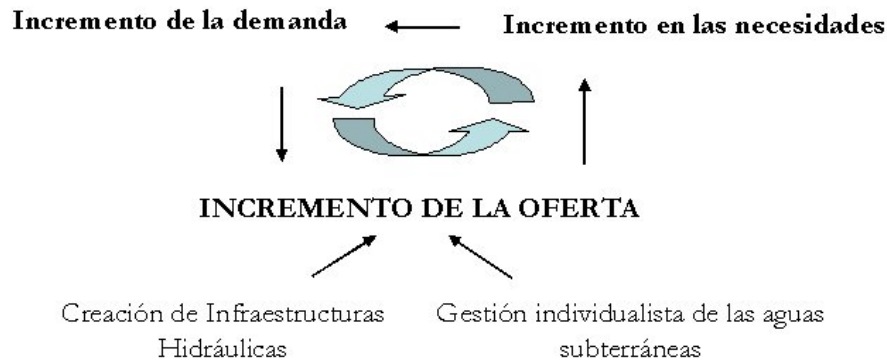 Incremento de la demanda
Incremento en las necesidades
INCREMENTO DE LA OFERTA
Creación de Infraestructuras
Hidráulicas
Gestión individualista de las aguas
subterráneas